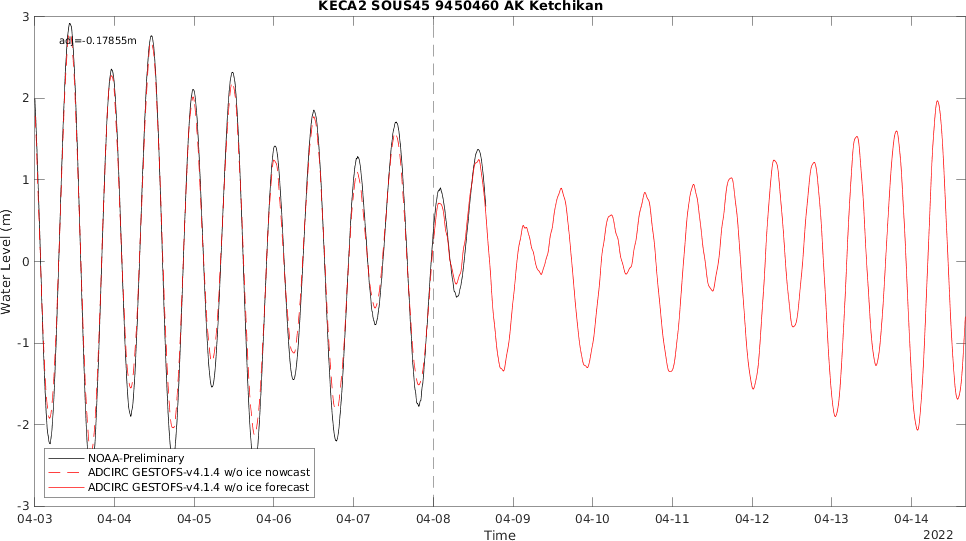 KECA2 SOUS45 9450460 AK Ketchikan
3
adj=-0.17855m
2
1
0
-1
-2
-3
Water Level (m)
NOAA-Preliminary
ADCIRC GESTOFS-v4.1.4 w/o ice nowcast
ADCIRC GESTOFS-v4.1.4 w/o ice forecast
04-03 04-04 04-05 04-06 04-07 04-08 04-09 04-10 04-11 04-12 04-13 04-14
Time
2022